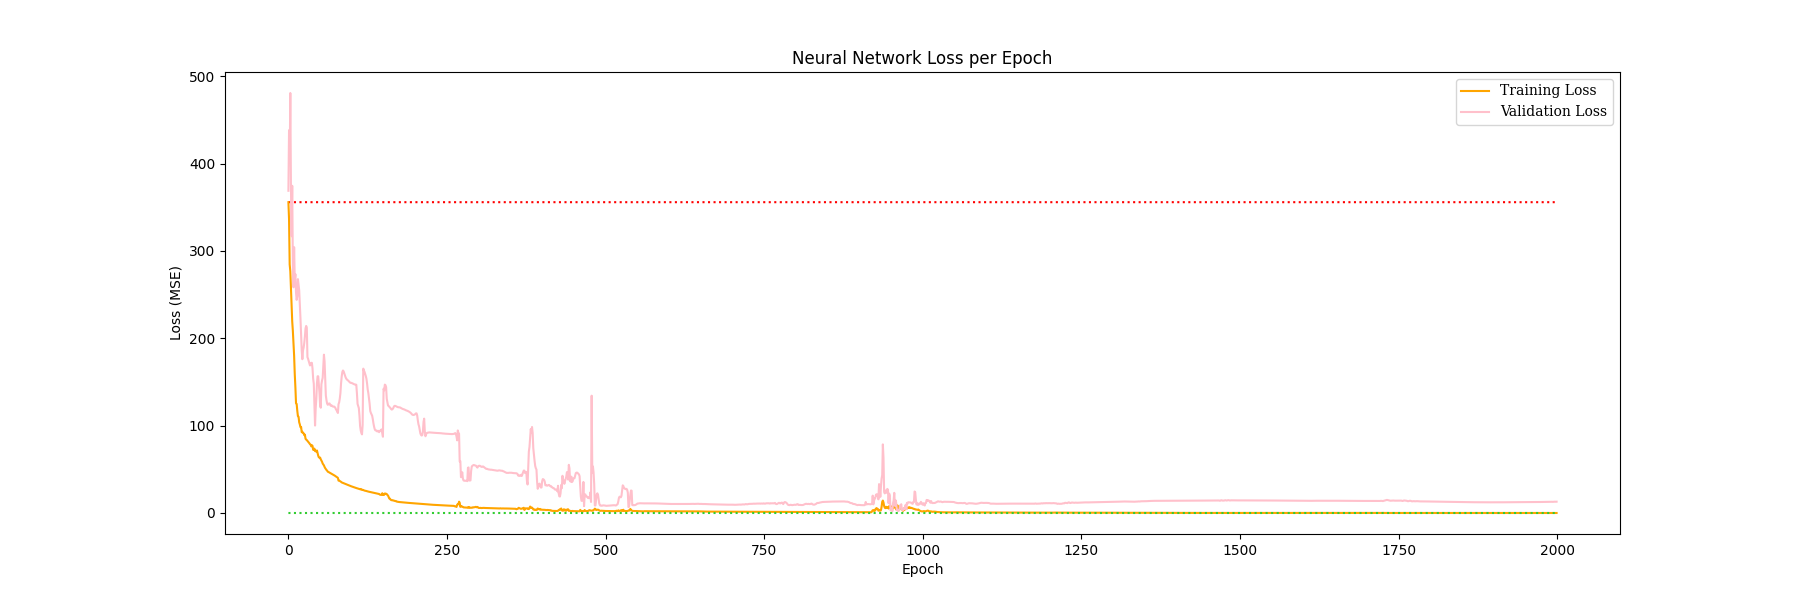 Neural Network Loss per Epoch
500
400
300
200
100
0
Loss (MSE)
Training Loss
Validation Loss
0 250 500 750 1000 1250 1500 1750 2000
Epoch